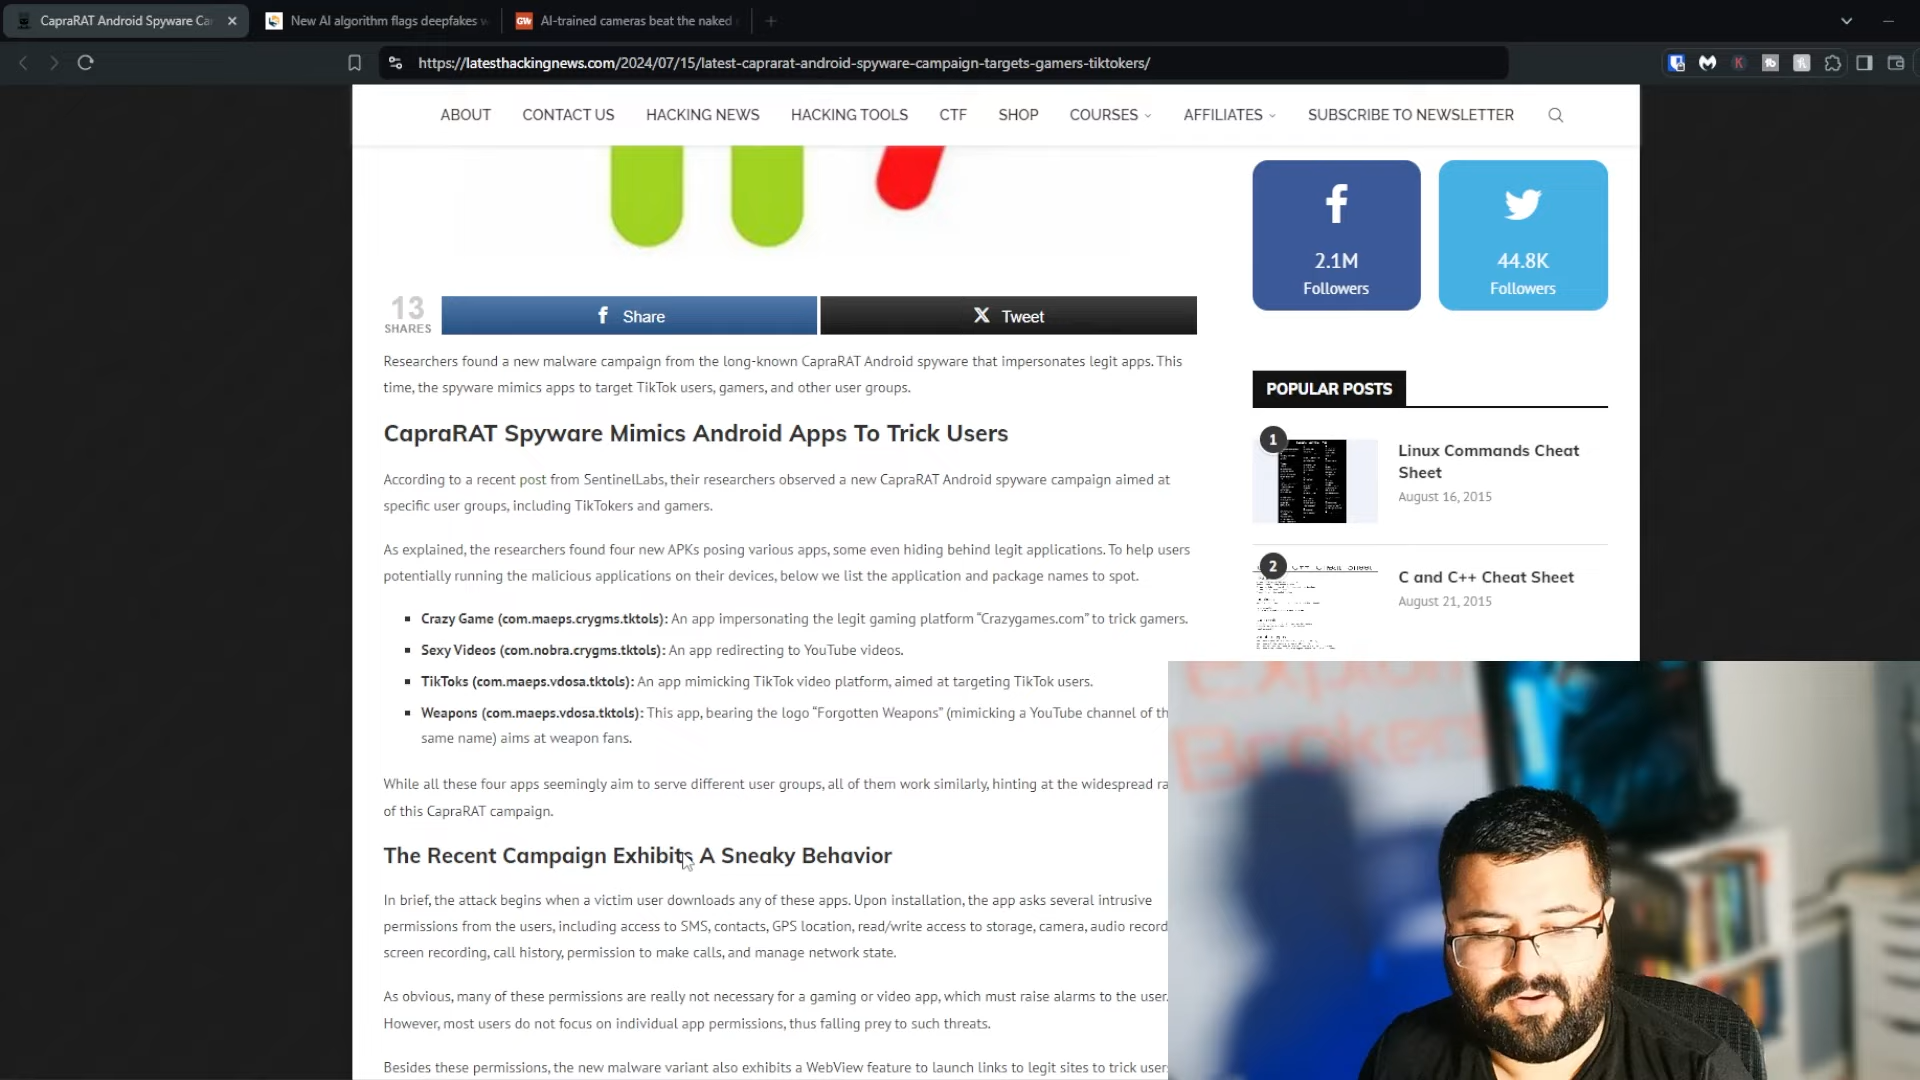 CapraRAT Android Spyware Ca
New AI algorithm flags deepfakes w
GW
AI-trained cameras beat the naked
https://latesthackingnews.com/2024/07/15/latest-caprarat-android-spyware-campaign-targets-gamers-tiktokers/
ABOUT
CONTACT US
HACKING NEWS
HACKING TOOLS
CTF
SHOP
COURSES
AFFILIATES
SUBSCRIBE TO NEWSLETTER
2.1M
Followers
44.8K
Followers
13
SHARES
Share
Tweet
Researchers found a new malware campaign from the long-known CapraRAT Android spyware that impersonates legit apps. This
time, the spyware mimics apps to target TikTok users, gamers, and other user groups.
CapraRAT Spyware Mimics Android Apps To Trick Users
According to a recent post from SentinelLabs, their researchers observed a new CapraRAT Android spyware campaign aimed at
specific user groups, including TikTokers and gamers.
As explained, the researchers found four new APKs posing various apps, some even hiding behind legit applications. To help users
potentially running the malicious applications on their devices, below we list the application and package names to spot.
Crazy Game (com.maeps.crygms.tktols): An app impersonating the legit gaming platform “Crazygames.com” to trick gamers.
Sexy Videos (com.nobra.crygms.tktols): An app redirecting to YouTube videos.
TikToks (com.maeps.vdosa.tktols): An app mimicking TikTok video platform, aimed at targeting TikTok users.
Weapons (com.maeps.vdosa.tktols): This app, bearing the logo “Forgotten Weapons” (mimicking a YouTube channel of th
same name) aims at weapon fans.
While all these four apps seemingly aim to serve different user groups, all of them work similarly, hinting at the widespread ra
of this CapraRAT campaign.
The Recent Campaign Exhibits A Sneaky Behavior
In brief, the attack begins when a victim user downloads any of these apps. Upon installation, the app asks several intrusive
permissions from the users, including access to SMS, contacts, GPS location, read/write access to storage, camera, audio record
screen recording, call history, permission to make calls, and manage network state.
As obvious, many of these permissions are really not necessary for a gaming or video app, which must raise alarms to the user.
However, most users do not focus on individual app permissions, thus falling prey to such threats.
Besides these permissions, the new malware variant also exhibits a WebView feature to launch links to legit sites to trick user
POPULAR POSTS
1
Linux Commands Cheat
Sheet
August 16, 2015
2
C and C++ Cheat Sheet
August 21, 2015
Brokers